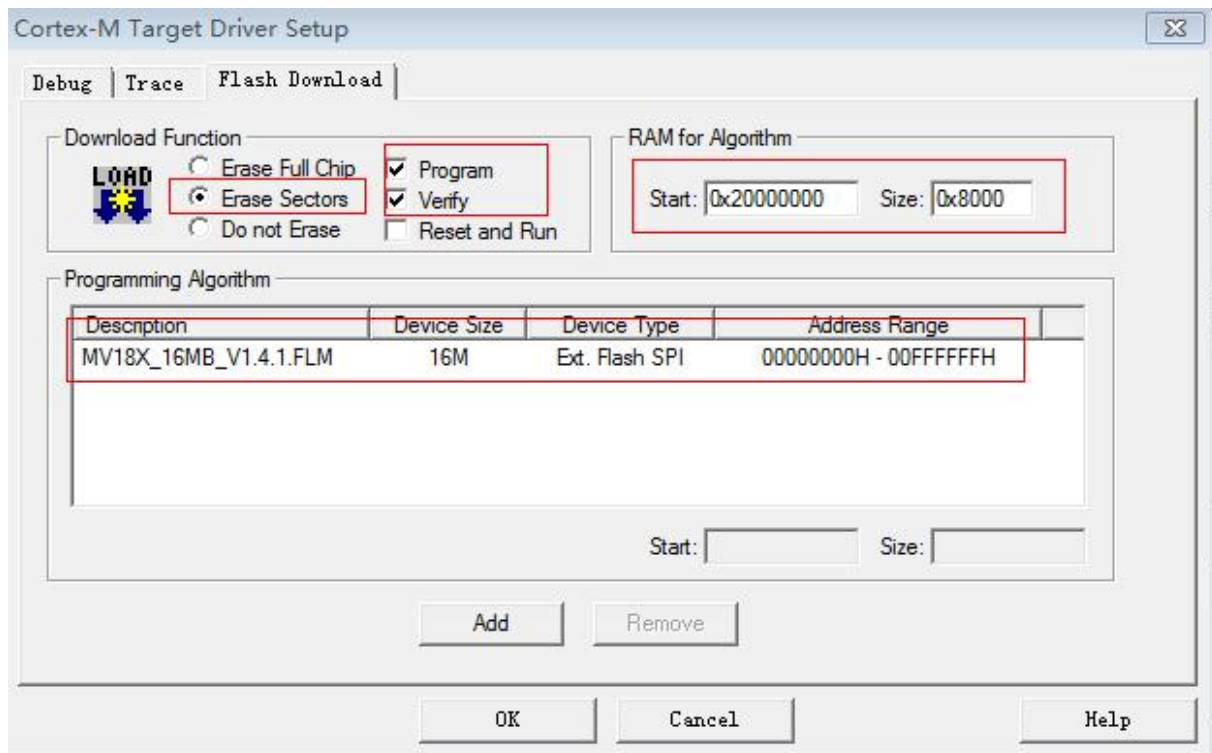 Cortex-M Target Driver Setup
Debug Trace Flash Download
Download Function
LOAD
Erase Full Chip
Erase Sectors
Do not Erase
Program
Verify
Reset and Run
RAM for Algorithm
Start: 0x20000000 Size: 0x8000
Programming Algorithm
Description Device Size Device Type Address Range
MV18X_16MB_V1.4.1.FLM 16M Ext. Flash SPI 00000000H - 00FFFFFFH
Start: Size:
Add Remove
OK Cancel Help